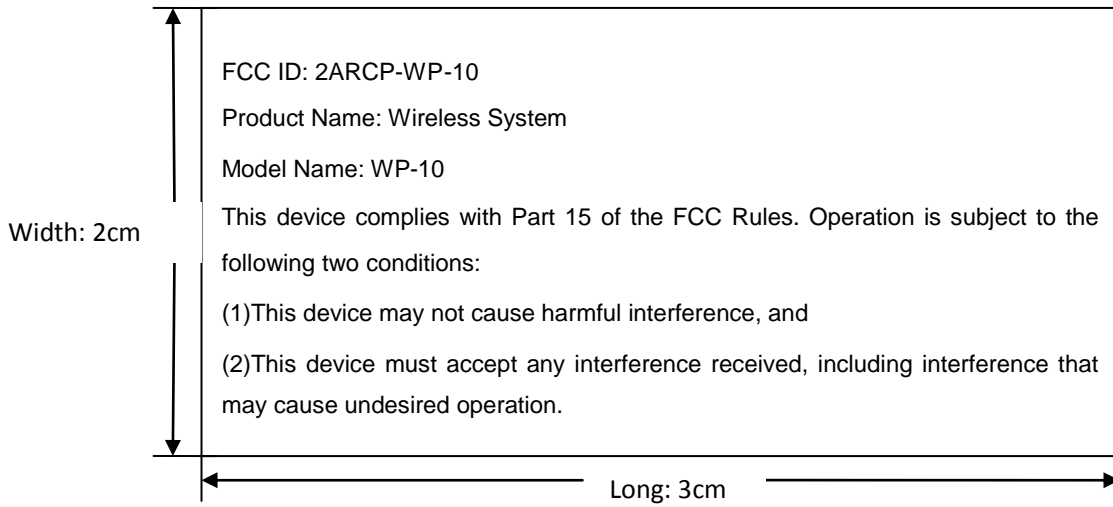 FCC ID: 2ARCP-WP-10
Product Name: Wireless System
Model Name: WP-10
This device complies with Part 15 of the FCC Rules. Operation is subject to the
following two conditions:
(1)This device may not cause harmful interference, and
(2)This device must accept any interference received, including interference that
may cause undesired operation.
Width: 2cm
Long: 3cm